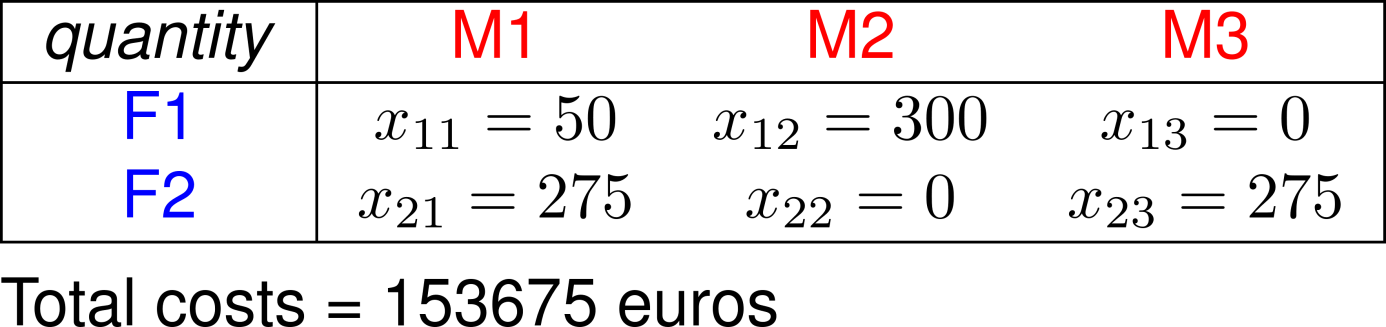 quantity M1 M2 M3
F1 x₁₁ = 50 x₁₂ = 300 x₁₃ = 0
F2 x₂₁ = 275 x₂₂ = 0 x₂₃ = 275
Total costs = 153675 euros